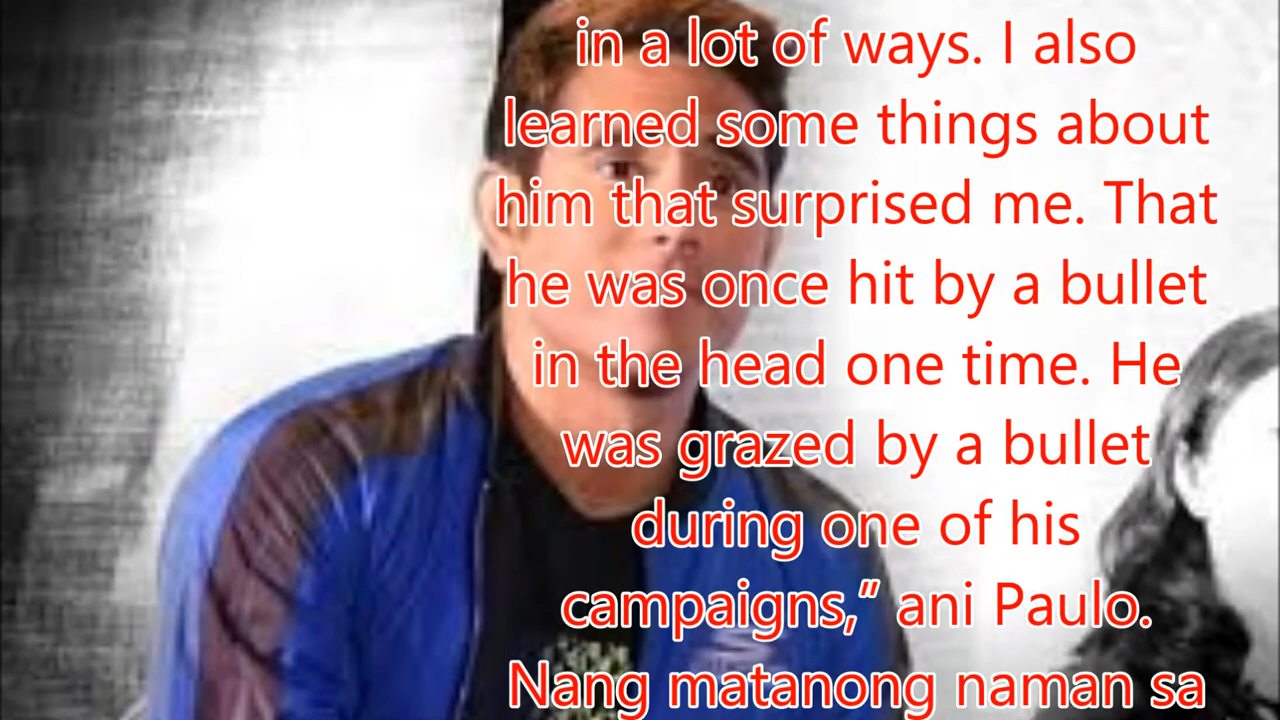 in a lot of ways. I also
learned some things about
him that surprised me. That
he was once hit by a bullet
in the head one time. He
was grazed by a bullet
during one of his
campaigns,” ani Paulo.
Nang matanong naman sa